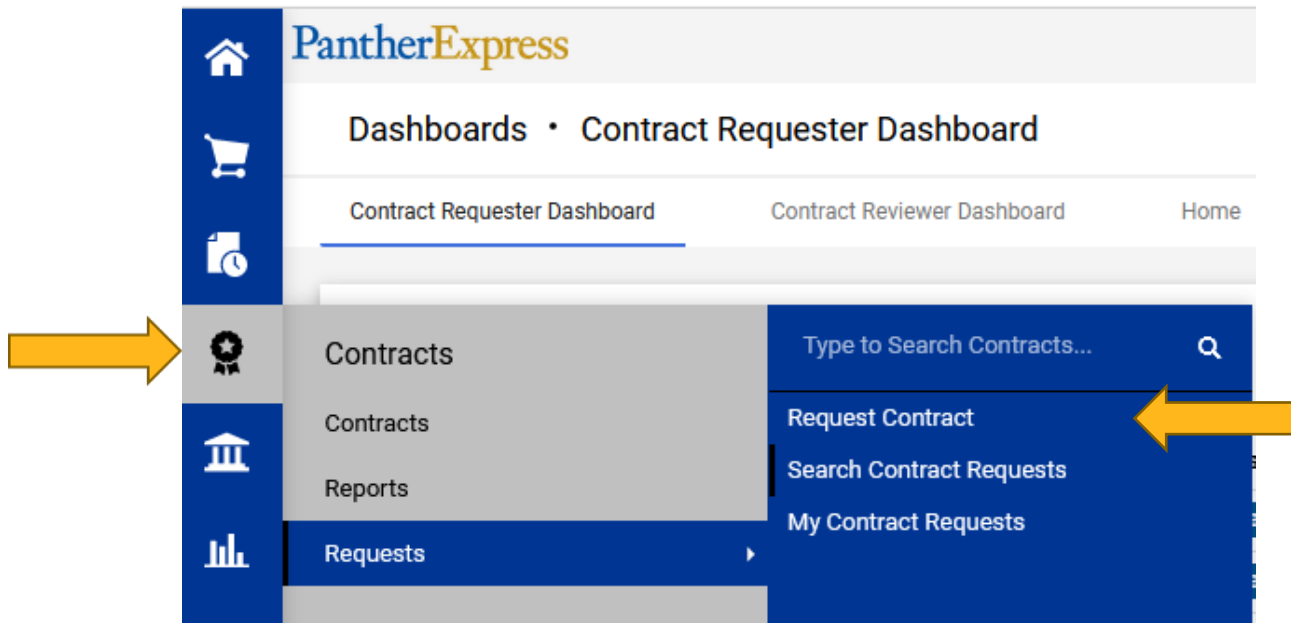 PantherExpress
Dashboards • Contract Requester Dashboard
Contract Requester Dashboard
Contract Reviewer Dashboard
Home
Contracts
Contracts
Reports
Requests
Type to Search Contracts...
Request Contract
Search Contract Requests
My Contract Requests